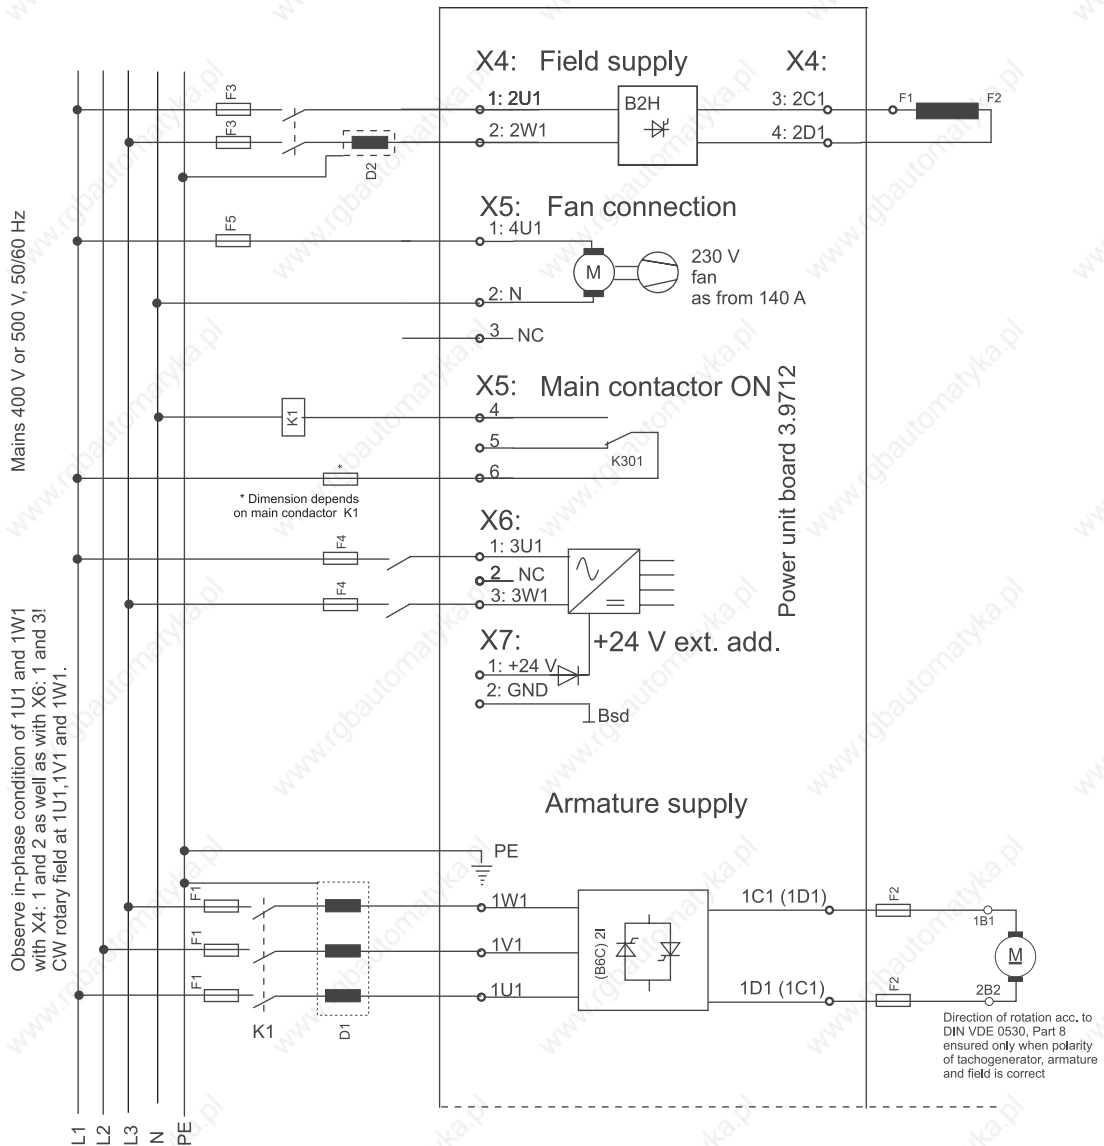 X4: Field supply
X4:
F3
1: 2U1
B2H
3: 2C1
F1
F2
F3
2: 2W1
4: 2D1
D2
X5: Fan connection
F5
1: 4U1
M
230 V
fan
as from 140 A
2: N
3 NC
Mains 400 V or 500 V, 50/60 Hz
X5: Main contactor ON
K1
4
5
K301
6
*
* Dimension depends
on main condactor K1
Power unit board 3.9712
X6:
F4
1: 3U1
2 NC
F4
3: 3W1
X7:
+24 V ext. add.
1: +24 V
2: GND
Bsd
Observe in-phase condition of 1U1 and 1W1
with X4: 1 and 2 as well as with X6: 1 and 3!
CW rotary field at 1U1,1V1 and 1W1.
Armature supply
PE
F1
1W1
1C1 (1D1)
F2
1B1
F1
1V1
(B6C) 2I
M
F1
1U1
1D1 (1C1)
F2
2B2
K1
D1
Direction of rotation acc. to
DIN VDE 0530, Part 8
ensured only when polarity
of tachogenerator, armature
and field is correct
L1
L2
L3
N
PE
www.rgbautomatyka.pl